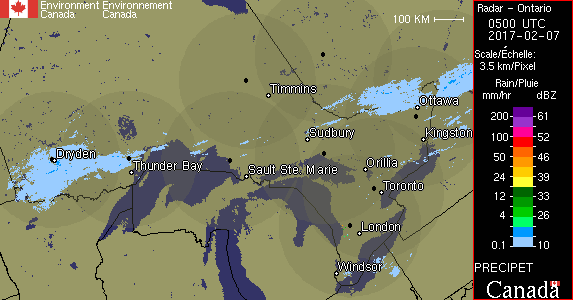 Environment Environnement
Canada Canada
100 KM
Timmins
Ottawa
Sudbury
Kingston
Dryden
Thunder Bay
Sault Ste. Marie
Orillia
Toronto
London
Windsor
Radar - Ontario
0500 UTC
2017-02-07
Scale/Échelle:
3.5 km/Pixel
Rain/Pluie
mm/hr dBZ
200 61
100 52
50 46
24 39
12 33
4 26
1 20
0.1 10
PRECIPET
Canada